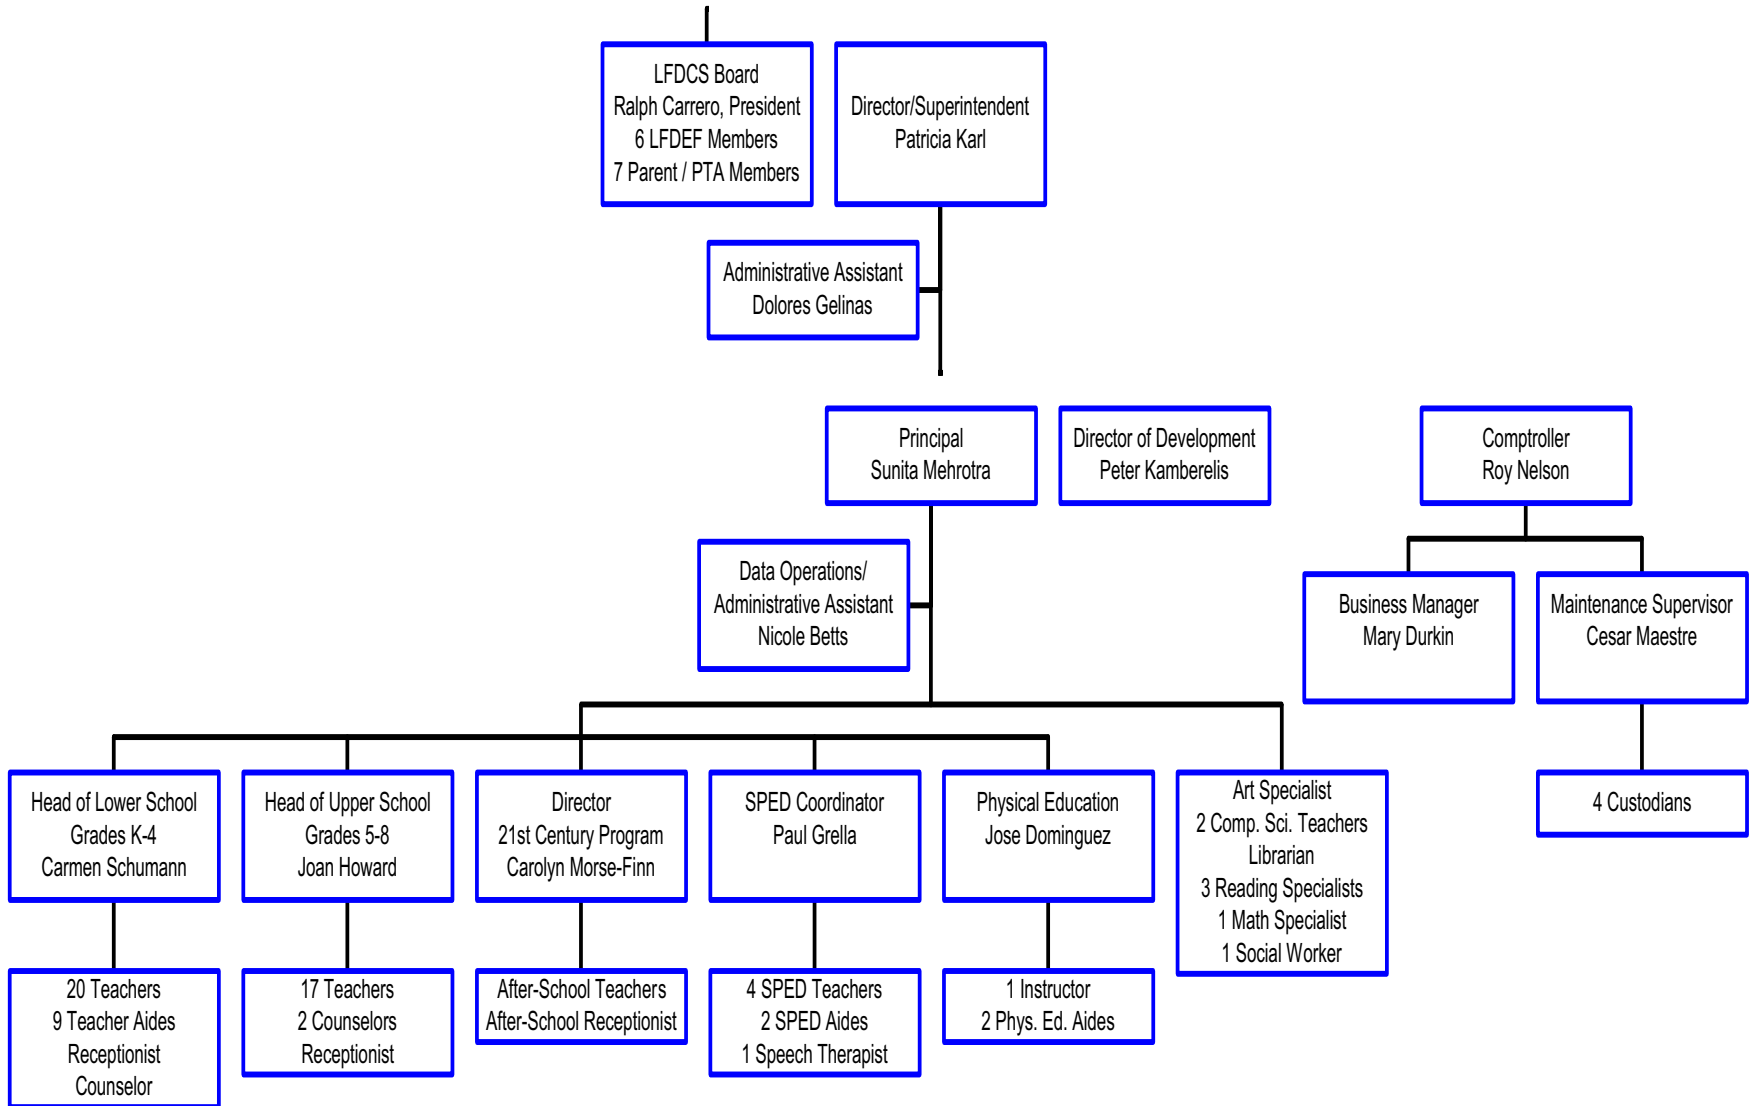 LFDCS Board
Ralph Carrero, President
6 LFDEF Members
7 Parent / PTA Members
Director/Superintendent
Patricia Karl
Administrative Assistant
Dolores Gelinas
Principal
Sunita Mehrotra
Director of Development
Peter Kamberelis
Comptroller
Roy Nelson
Data Operations/
Administrative Assistant
Nicole Betts
Business Manager
Mary Durkin
Maintenance Supervisor
Cesar Maestre
Head of Lower School
Grades K-4
Carmen Schumann
Head of Upper School
Grades 5-8
Joan Howard
Director
21st Century Program
Carolyn Morse-Finn
SPED Coordinator
Paul Grella
Physical Education
Jose Dominguez
Art Specialist
2 Comp. Sci. Teachers
Librarian
3 Reading Specialists
1 Math Specialist
1 Social Worker
4 Custodians
20 Teachers
9 Teacher Aides
Receptionist
Counselor
17 Teachers
2 Counselors
Receptionist
After-School Teachers
After-School Receptionist
4 SPED Teachers
2 SPED Aides
1 Speech Therapist
1 Instructor
2 Phys. Ed. Aides